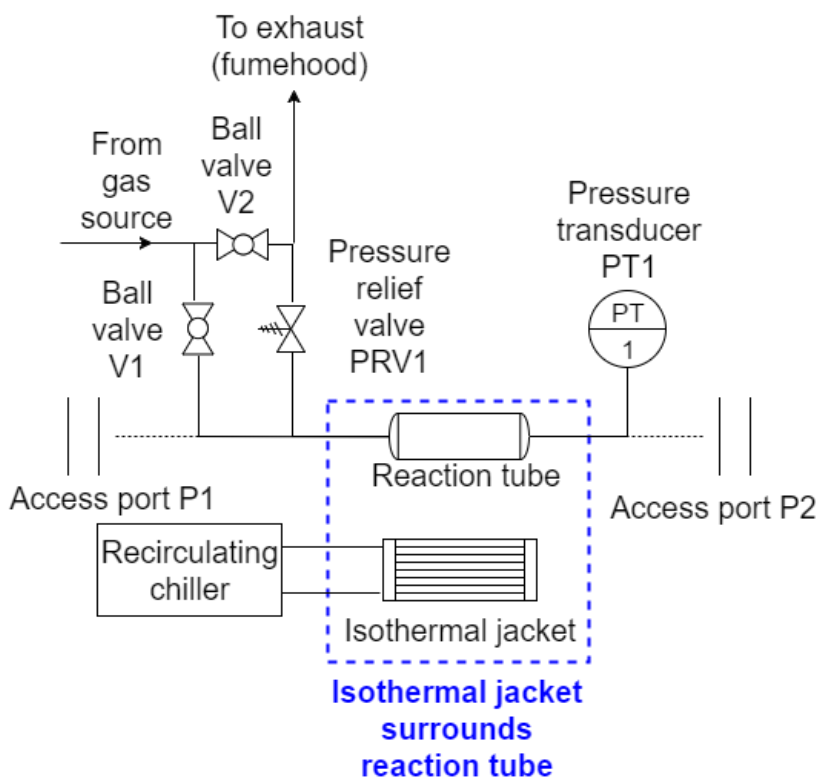 To exhaust
(fumehood)
Ball
valve
V2
From
gas
source
Pressure
transducer
PT1
Pressure
relief
valve
PRV1
Ball
valve
V1
PT
1
Reaction tube
Access port P1
Access port P2
Recirculating
chiller
Isothermal jacket
Isothermal jacket
surrounds
reaction tube